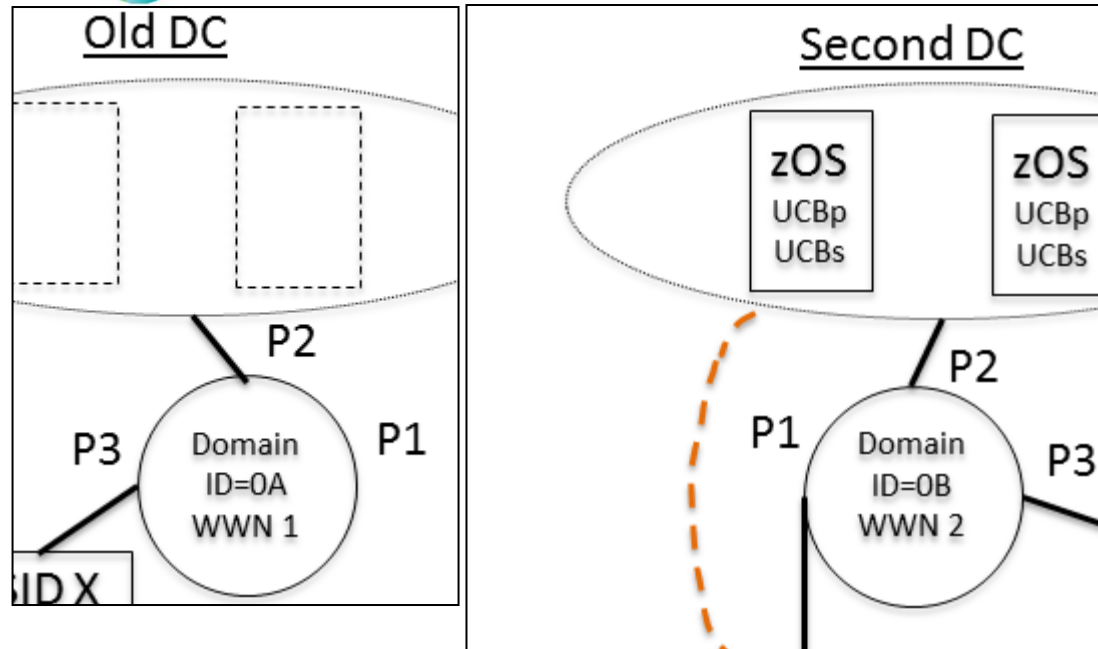 Old DC
P2
P3
P1
Domain
ID=0A
WWN 1
SID X
Second DC
zOS
UCBp
UCBs
zOS
UCBp
UCBs
P2
P1
P3
Domain
ID=0B
WWN 2